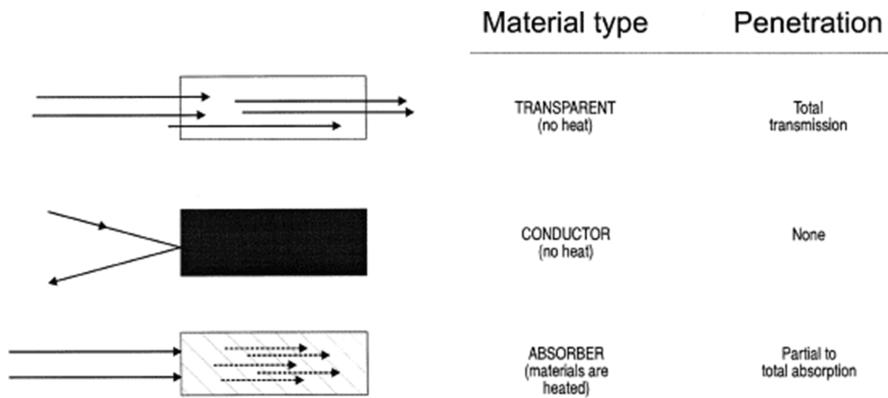 Material type Penetration
TRANSPARENT Total
(no heat) transmission
CONDUCTOR None
(no heat)
ABSORBER Partial to
(materials are total absorption
heated)